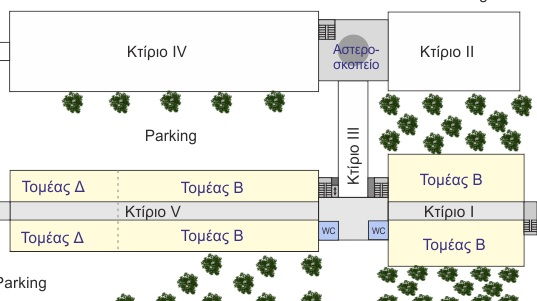 Κτίριο IV
Αστερο-
σκοπείο
Κτίριο II
Parking
Κτίριο III
Τομέας Δ
Τομέας Β
Τομέας Β
Κτίριο V
Κτίριο I
Τομέας Δ
Τομέας Β
WC
WC
Τομέας Β
Parking